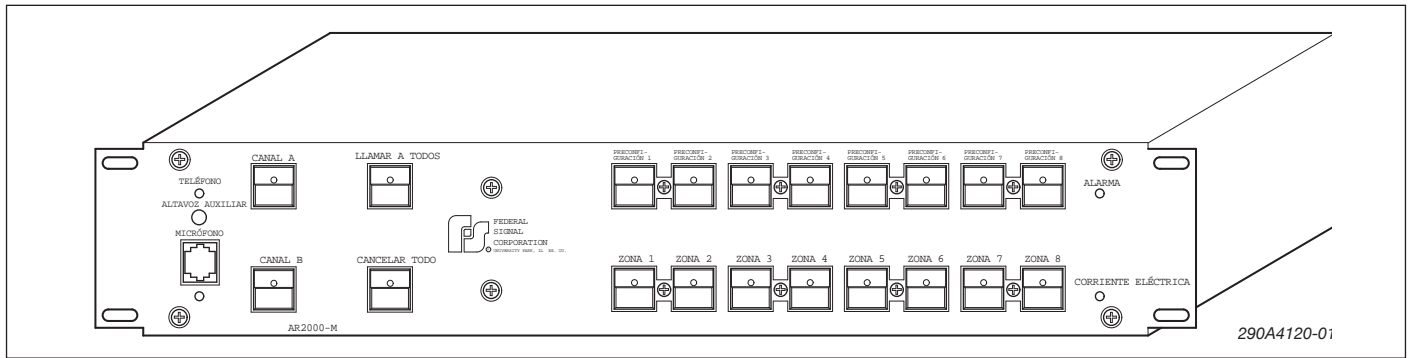 CANAL A
LLAMAR A TODOS
PRECONFI-
GURACIÓN 1
PRECONFI-
GURACIÓN 2
PRECONFI-
GURACIÓN 3
PRECONFI-
GURACIÓN 4
PRECONFI-
GURACIÓN 5
PRECONFI-
GURACIÓN 6
PRECONFI-
GURACIÓN 7
PRECONFI-
GURACIÓN 8
TELÉFONO
ALARMA
ALTAVOZ AUXILIAR
MICRÓFONO
FEDERAL
SIGNAL
CORPORATION
UNIVERSITY PARK, IL
CANAL B
CANCELAR TODO
ZONA 1
ZONA 2
ZONA 3
ZONA 4
ZONA 5
ZONA 6
ZONA 7
ZONA 8
CORRIENTE ELÉCTRICA
AR2000-M
290A4120-01